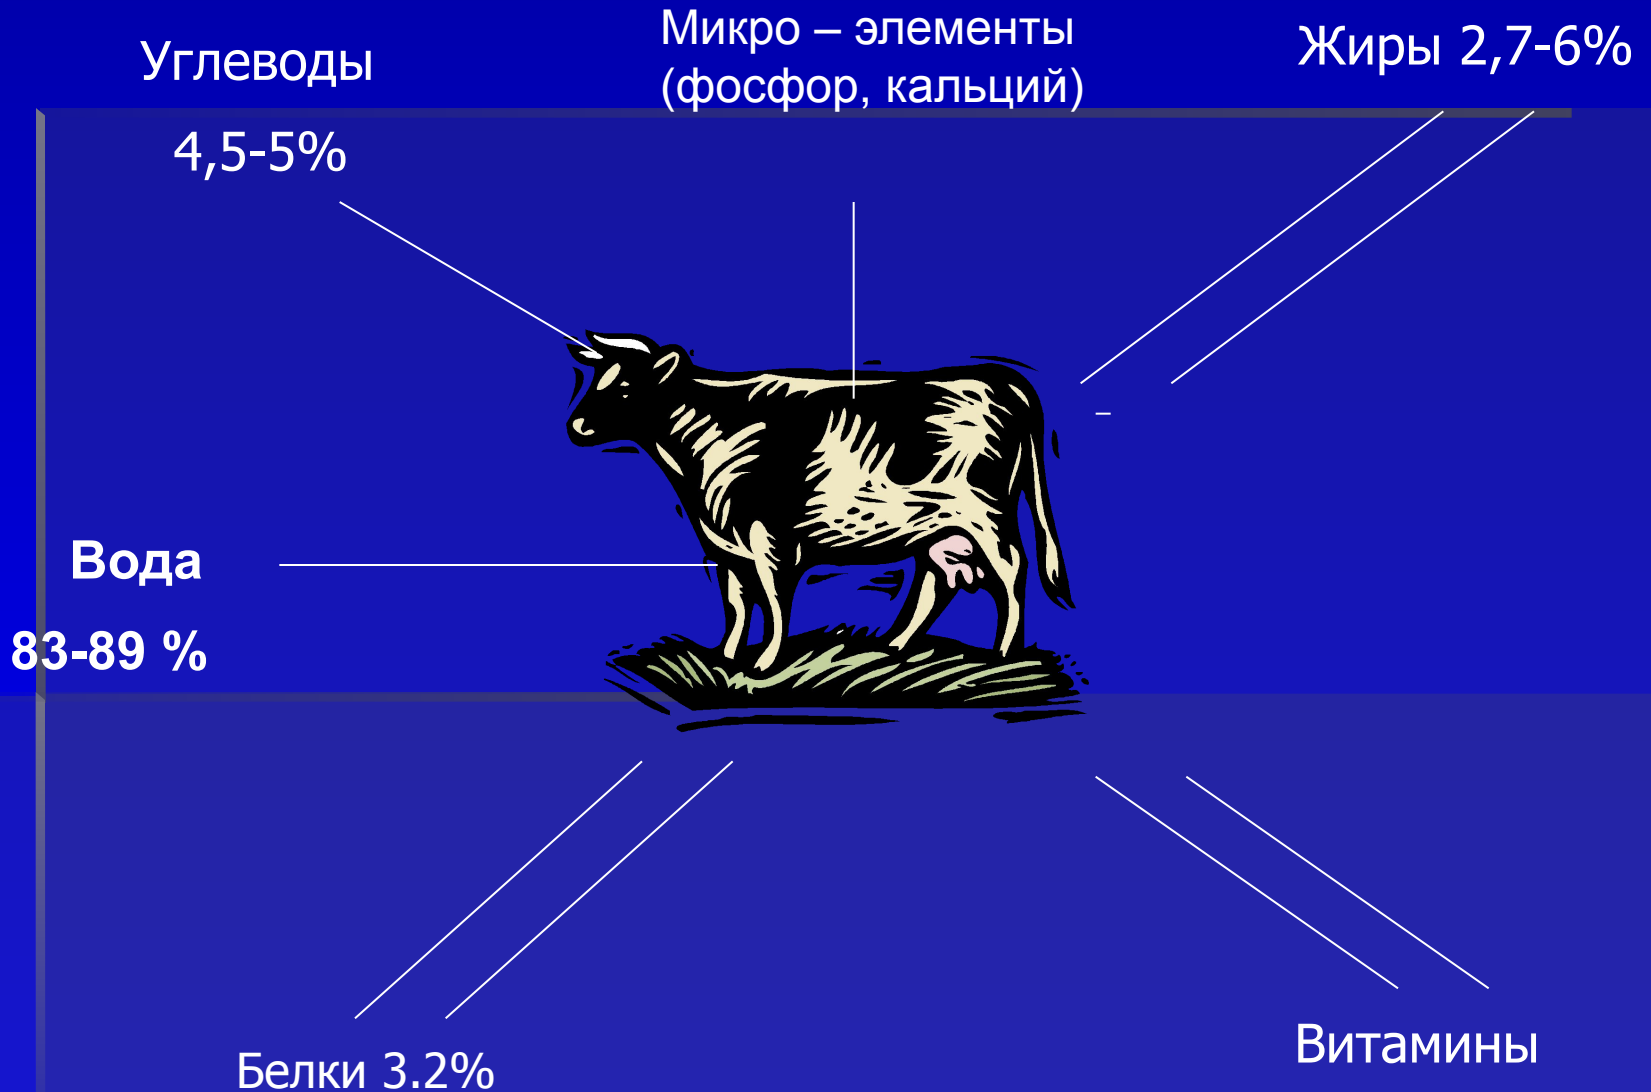 Углеводы
4,5-5%
Микро – элементы
(фосфор, кальций)
Жиры 2,7-6%
–
Вода
83-89 %
Белки 3.2%
Витамины